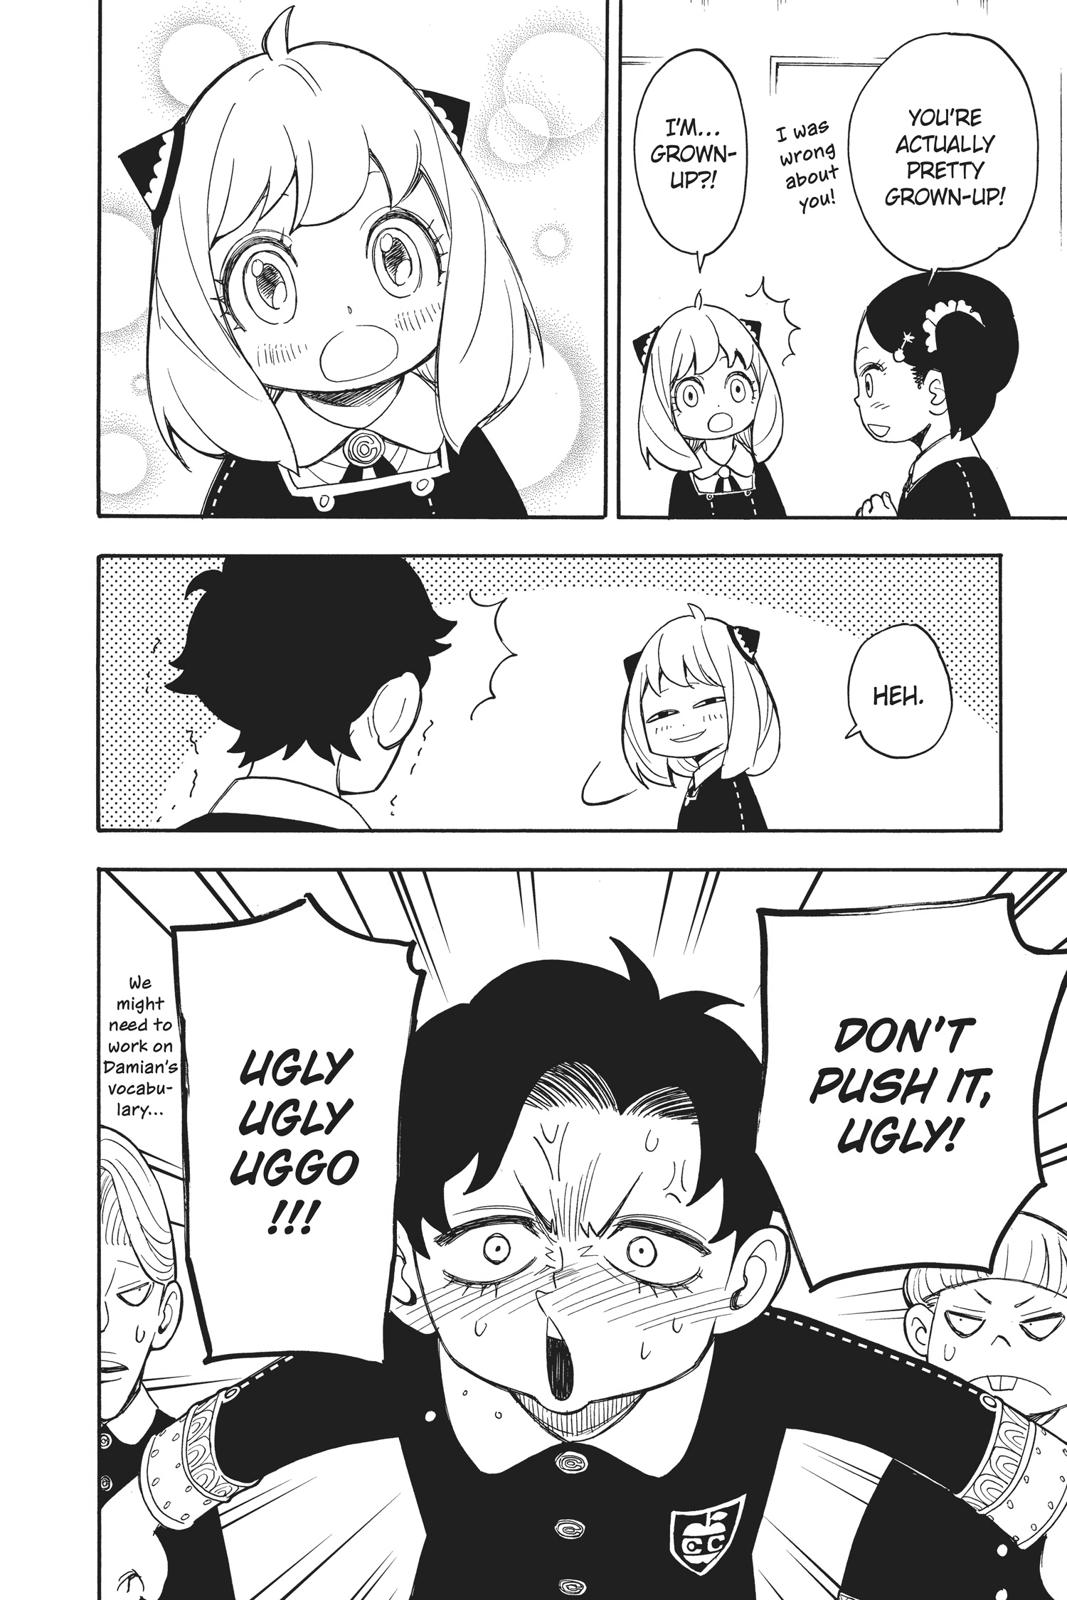 YOU'RE
ACTUALLY
PRETTY
GROWN-UP!
I was
wrong
about
you!
I'M...
GROWN-
UP?!
HEH.
DON'T
PUSH IT,
UGLY!
UGLY
UGLY
UGGO
!!!
We
might
need to
work on
Damian's
vocabu-
lary...
C
CC
C
C
C